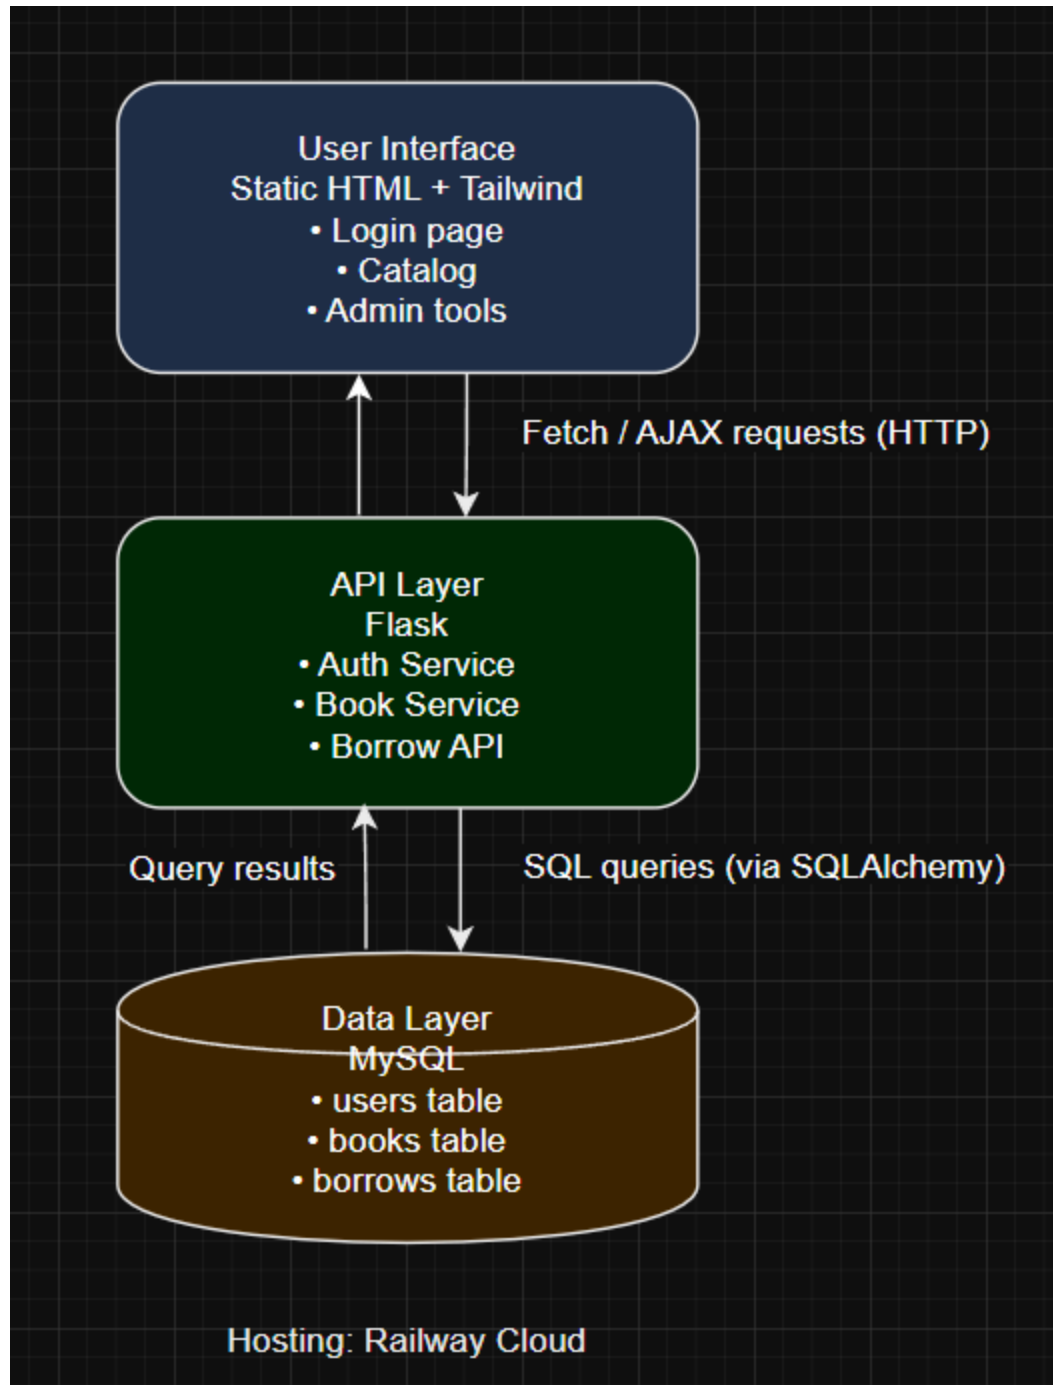 User Interface
Static HTML + Tailwind
• Login page
• Catalog
• Admin tools
Fetch / AJAX requests (HTTP)
API Layer
Flask
• Auth Service
• Book Service
• Borrow API
Query results
SQL queries (via SQLAlchemy)
Data Layer
MySQL
• users table
• books table
• borrows table
Hosting: Railway Cloud